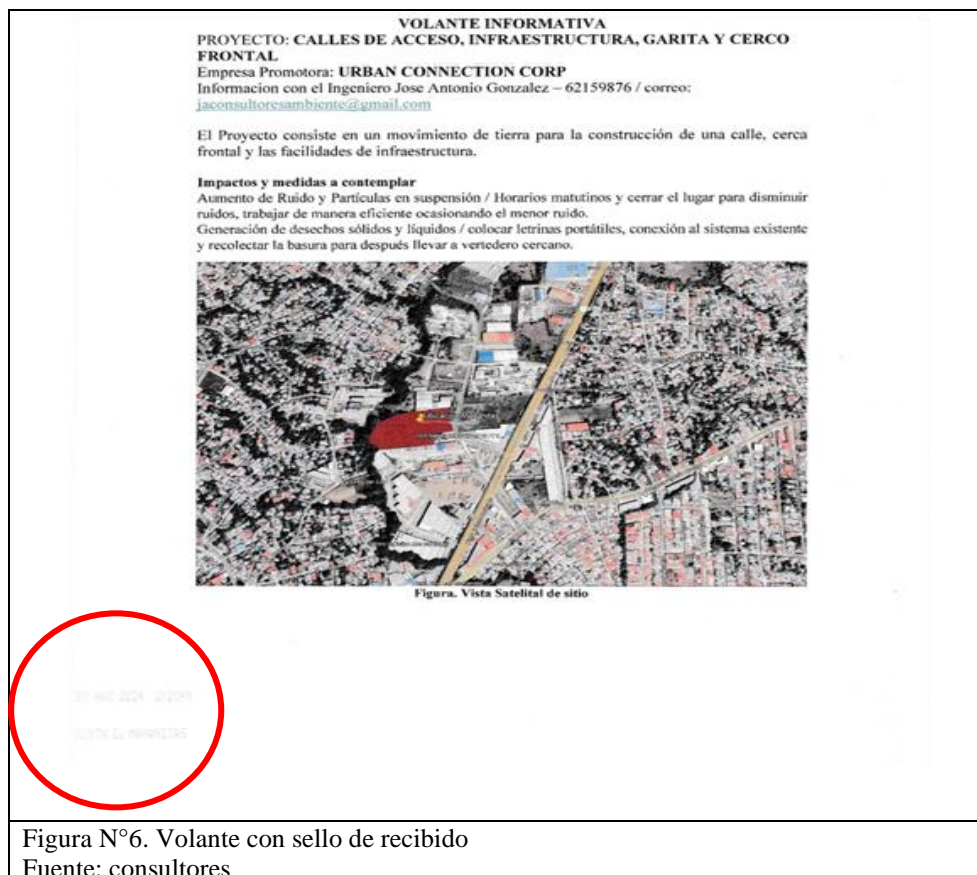 VOLANTE INFORMATIVA
PROYECTO: CALLES DE ACCESO, INFRAESTRUCTURA, GARITA Y CERCO
FRONTAL
Empresa Promotora: URBAN CONNECTION CORP
Informacion con el Ingeniero Jose Antonio Gonzalez – 62159876 / correo:
jaconsultoresambiente@gmail.com
El Proyecto consiste en un movimiento de tierra para la construcción de una calle, cerca
frontal y las facilidades de infraestructura.
Impactos y medidas a contemplar
Aumento de Ruido y Partículas en suspensión / Horarios matutinos y cerrar el lugar para disminuir
ruidos, trabajar de manera eficiente ocasionando el menor ruido.
Generación de desechos sólidos y líquidos / colocar letrinas portátiles, conexión al sistema existente
y recolectar la basura para después llevar a vertedero cercano.
Figura. Vista Satelital de sitio
Figura N°6. Volante con sello de recibido
Fuente: consultores